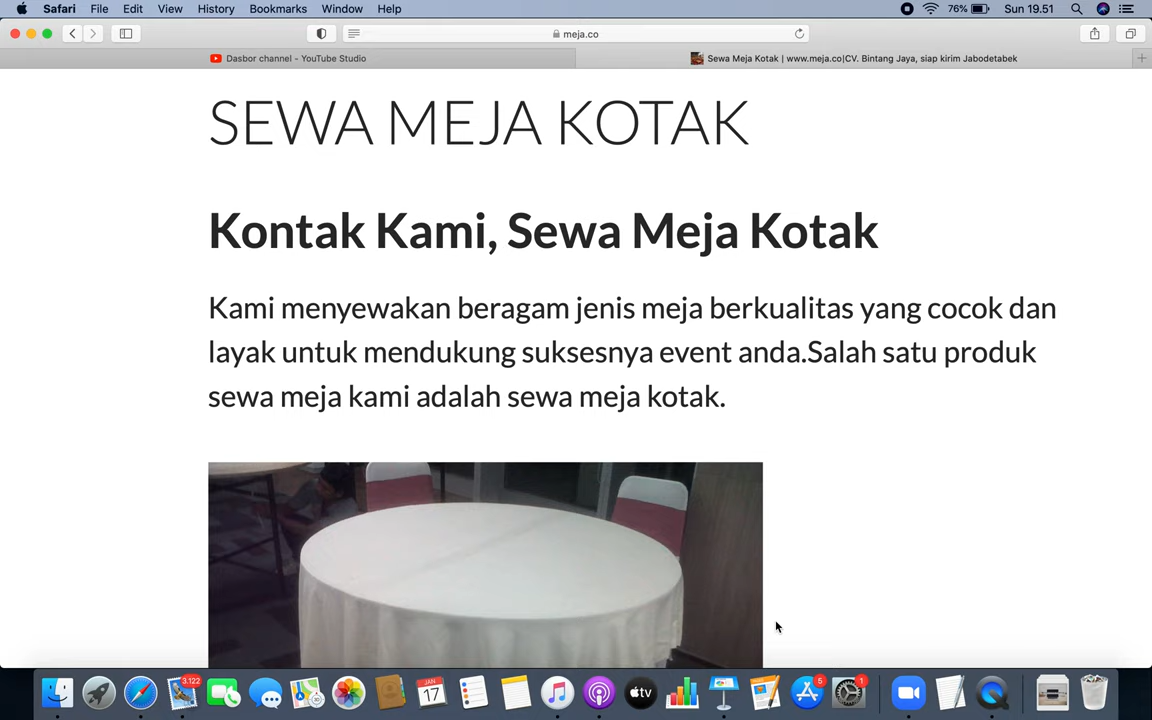 Safari File Edit View History Bookmarks Window Help 76% Sun 19.51
meja.co
Dasbor channel - YouTube Studio
Sewa Meja Kotak | www.meja.co|CV. Bintang Jaya, siap kirim Jabodetabek
SEWA MEJA KOTAK
Kontak Kami, Sewa Meja Kotak
Kami menyewakan beragam jenis meja berkualitas yang cocok dan
layak untuk mendukung suksesnya event anda.Salah satu produk
sewa meja kami adalah sewa meja kotak.
3.122 JAN 17 tv 5 1